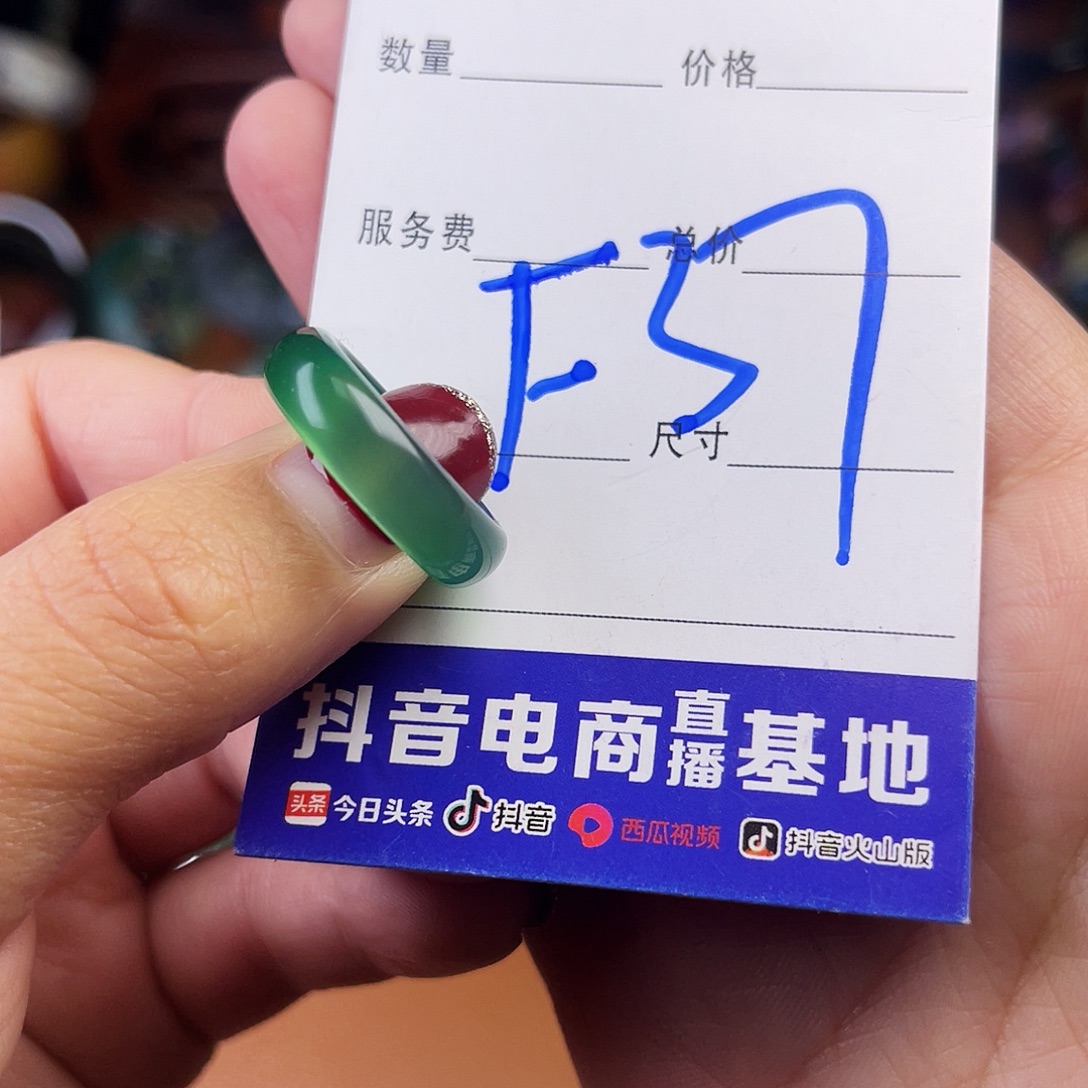 数量 价格
服务费 总价
F57
尺寸
抖音电商直播基地
头条 今日头条 抖音 西瓜视频 抖音火山版